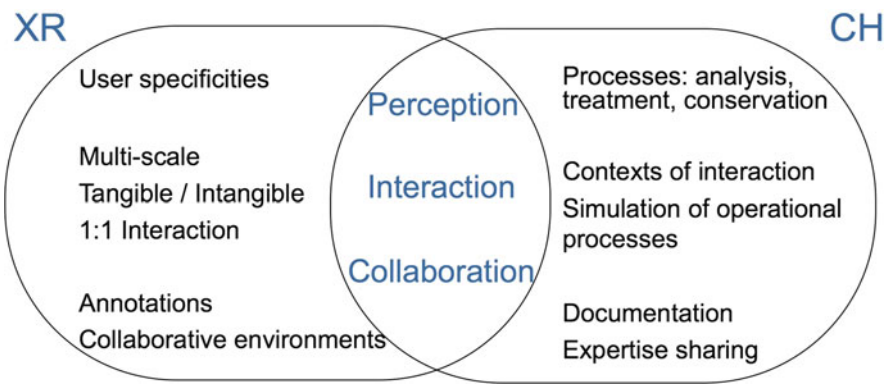 XR
CH
User specificities
Multi-scale
Tangible / Intangible
1:1 Interaction
Annotations
Collaborative environments
Perception
Interaction
Collaboration
Processes: analysis,
treatment, conservation
Contexts of interaction
Simulation of operational
processes
Documentation
Expertise sharing